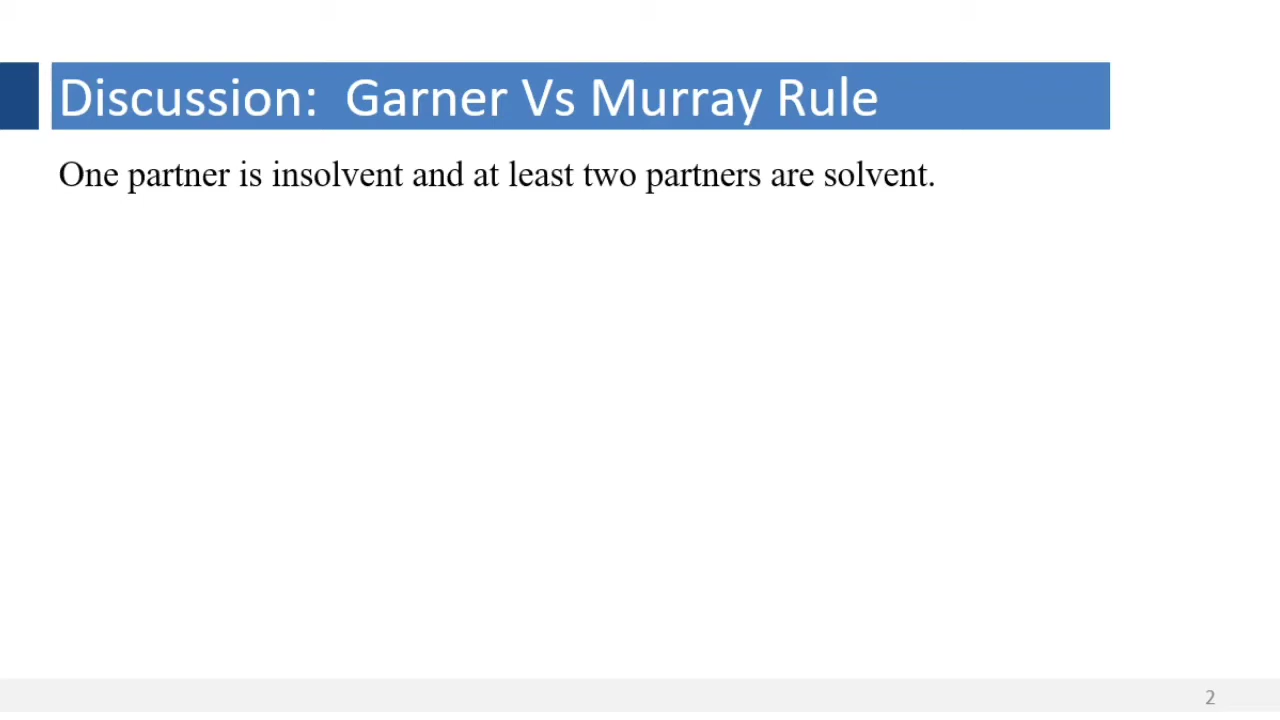 Discussion:  Garner Vs Murray Rule
One partner is insolvent and at least two partners are solvent.
2